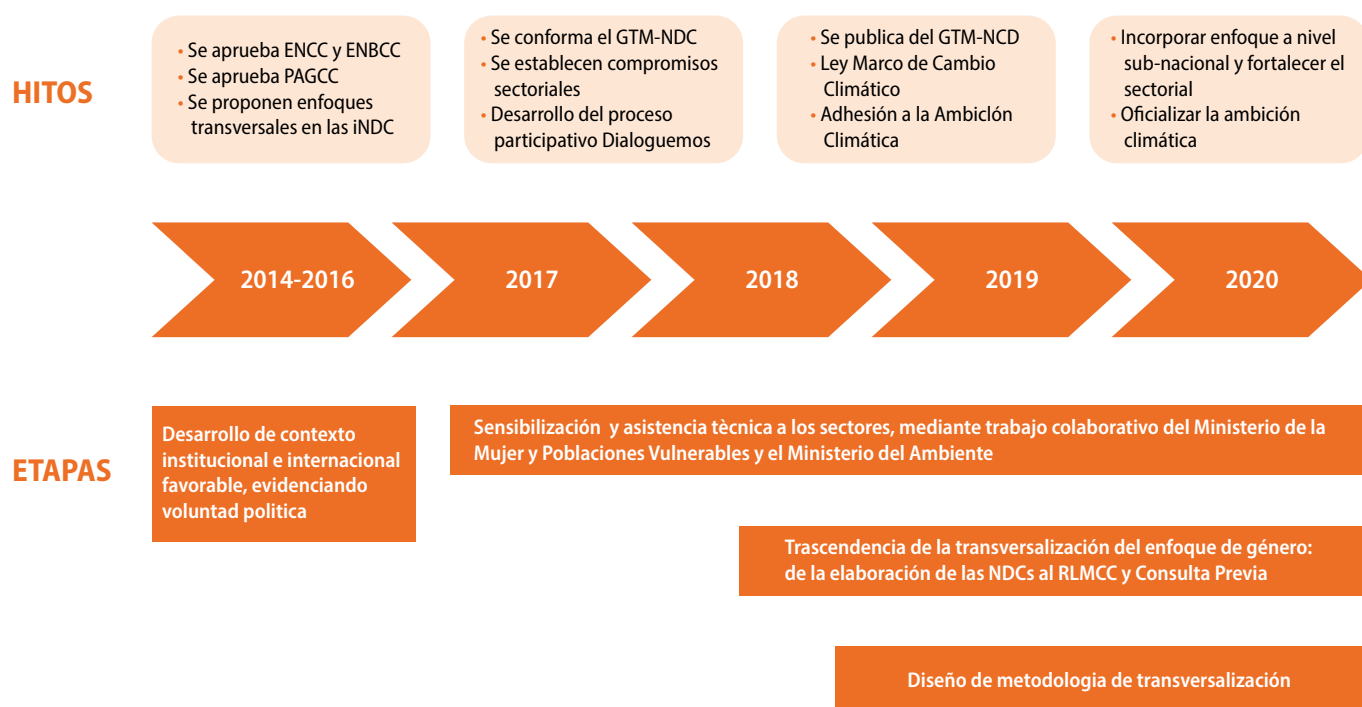 HITOS
• Se aprueba ENCC y ENBCC
• Se aprueba PAGCC
• Se proponen enfoques
transversales en las iNDC
• Se conforma el GTM-NDC
• Se establecen compromisos
sectoriales
• Desarrollo del proceso
participativo Dialoguemos
• Se publica del GTM-NCD
• Ley Marco de Cambio
Climático
• Adhesión a la Ambiclón
Climática
• Incorporar enfoque a nivel
sub-nacional y fortalecer el
sectorial
• Oficializar la ambición
climática
2014-2016
2017
2018
2019
2020
ETAPAS
Desarrollo de contexto
institucional e internacional
favorable, evidenciando
voluntad politica
Sensibilización y asistencia tècnica a los sectores, mediante trabajo colaborativo del Ministerio de la
Mujer y Poblaciones Vulnerables y el Ministerio del Ambiente
Trascendencia de la transversalización del enfoque de género:
de la elaboración de las NDCs al RLMCC y Consulta Previa
Diseño de metodologia de transversalización